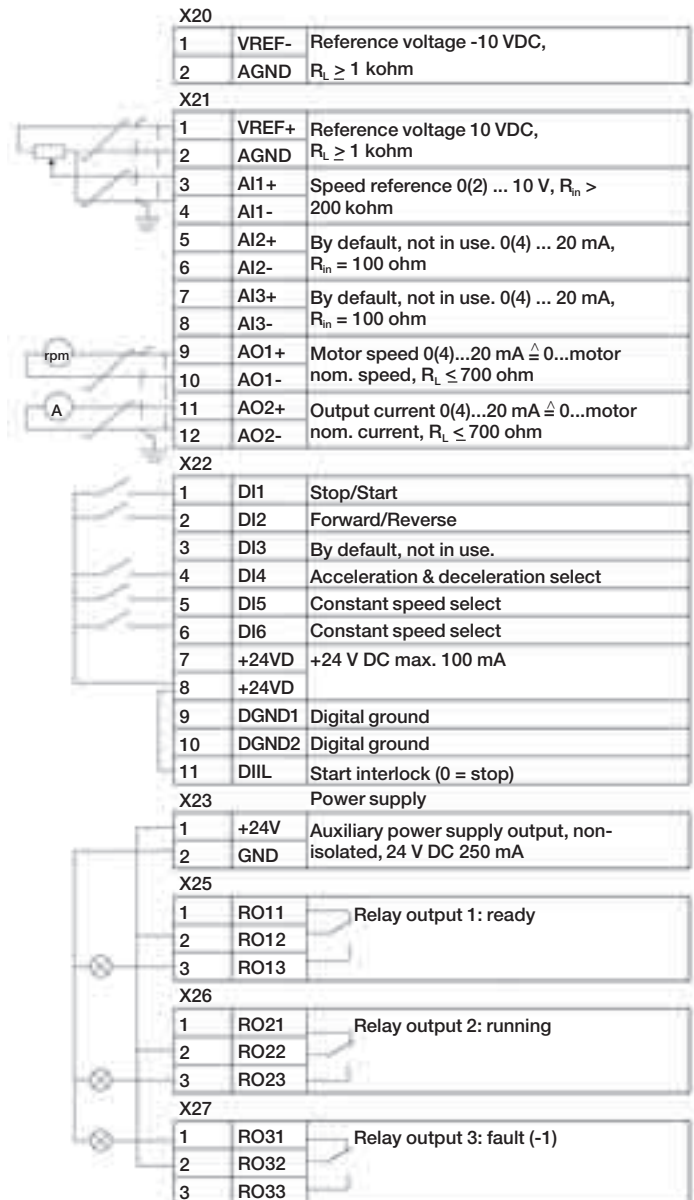 X20
1 VREF- Reference voltage -10 VDC,
2 AGND R_L ≥ 1 kohm
X21
1 VREF+ Reference voltage 10 VDC,
2 AGND R_L ≥ 1 kohm
3 AI1+ Speed reference 0(2) ... 10 V, R_in >
4 AI1- 200 kohm
5 AI2+ By default, not in use. 0(4) ... 20 mA,
6 AI2- R_in = 100 ohm
7 AI3+ By default, not in use. 0(4) ... 20 mA,
8 AI3- R_in = 100 ohm
rpm 9 AO1+ Motor speed 0(4)...20 mA ≙ 0...motor
10 AO1- nom. speed, R_L ≤ 700 ohm
A 11 AO2+ Output current 0(4)...20 mA ≙ 0...motor
12 AO2- nom. current, R_L ≤ 700 ohm
X22
1 DI1 Stop/Start
2 DI2 Forward/Reverse
3 DI3 By default, not in use.
4 DI4 Acceleration & deceleration select
5 DI5 Constant speed select
6 DI6 Constant speed select
7 +24VD +24 V DC max. 100 mA
8 +24VD
9 DGND1 Digital ground
10 DGND2 Digital ground
11 DIIL Start interlock (0 = stop)
X23 Power supply
1 +24V Auxiliary power supply output, non-
2 GND isolated, 24 V DC 250 mA
X25
1 RO11 Relay output 1: ready
2 RO12
3 RO13
X26
1 RO21 Relay output 2: running
2 RO22
3 RO23
X27
1 RO31 Relay output 3: fault (-1)
2 RO32
3 RO33